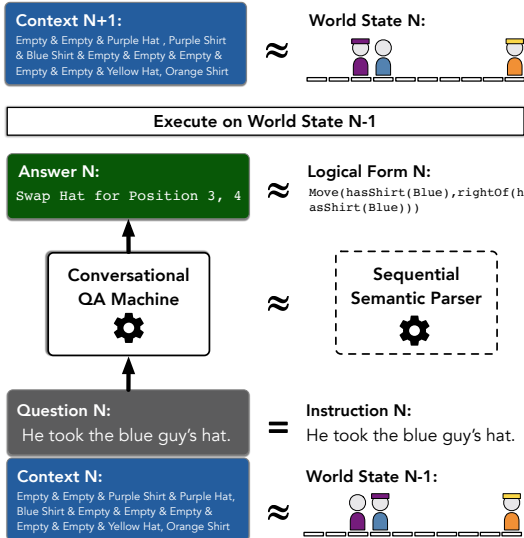 Context N+1:
Empty & Empty & Purple Hat , Purple Shirt
& Blue Shirt & Empty & Empty & Empty &
Empty & Empty & Yellow Hat, Orange Shirt
≈
World State N:
Execute on World State N-1
Answer N:
Swap Hat for Position 3, 4
≈
Logical Form N:
Move(hasShirt(Blue),rightOf(h
asShirt(Blue)))
Conversational
QA Machine
≈
Sequential
Semantic Parser
Question N:
He took the blue guy's hat.
=
Instruction N:
He took the blue guy's hat.
Context N:
Empty & Empty & Purple Shirt & Purple Hat,
Blue Shirt & Empty & Empty & Empty &
Empty & Empty & Yellow Hat, Orange Shirt
≈
World State N-1: